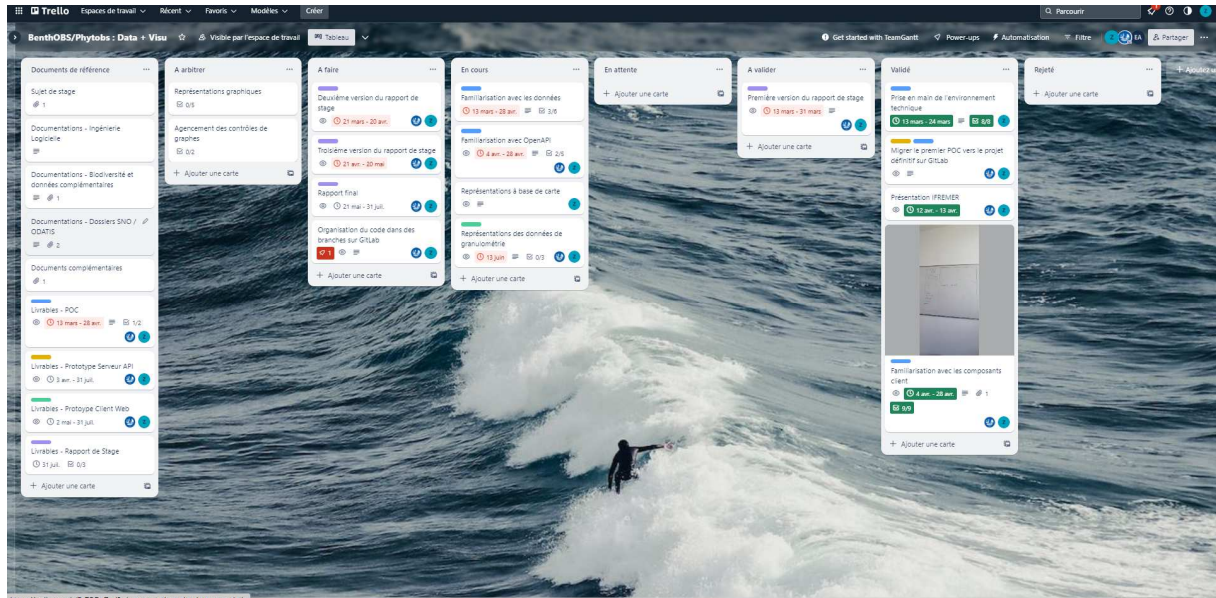 Trello
Espaces de travail
Récent
Favoris
Modèles
Créer
Parcourir
BenthOBS/Phytobs : Data + Visu
Visible par l'espace de travail
Tableau
Get started with TeamGantt
Power-ups
Automatisation
Filtre
EA
Partager
Documents de référence
Sujet de stage
1
Documentations - Ingénierie
Logicielle
Documentations - Biodiversité et
données complémentaires
1
Documentations - Dossiers SNO /
ODATIS
2
Documents complémentaires
1
Livrables - POC
13 mars - 28 avr.
1/2
Livrables - Prototype Serveur API
3 avr. - 31 juil.
Livrables - Protoype Client Web
2 mai - 31 juil.
Livrables - Rapport de Stage
31 juil.
0/3
+ Ajouter une carte
A arbitrer
Représentations graphiques
Agencement des contrôles de
graphes
0/2
+ Ajouter une carte
A faire
Deuxième version du rapport de
stage
21 mars - 20 avr.
Troisième version du rapport de stage
21 avr. - 20 mai
Rapport final
21 mai - 31 juil.
Organisation du code dans des
branches sur GitLab
1
+ Ajouter une carte
En cours
Familiarisation avec les données
13 mars - 28 avr.
3/6
Familiarisation avec OpenAPI
4 avr. - 28 avr.
2/5
Représentations à base de carte
Représentations des données de
granulométrie
13 juin
0/3
+ Ajouter une carte
En attente
+ Ajouter une carte
A valider
Première version du rapport de stage
13 mars - 31 mars
+ Ajouter une carte
Validé
Prise en main de l'environnement
technique
13 mars - 24 mars
8/8
Migrer le premier POC vers le projet
définitif sur GitLab
Présentation IFREMER
12 avr. - 13 avr.
Familiarisation avec les composants
client
4 avr. - 28 avr.
1
9/9
+ Ajouter une carte
Rejeté
+ Ajouter une carte